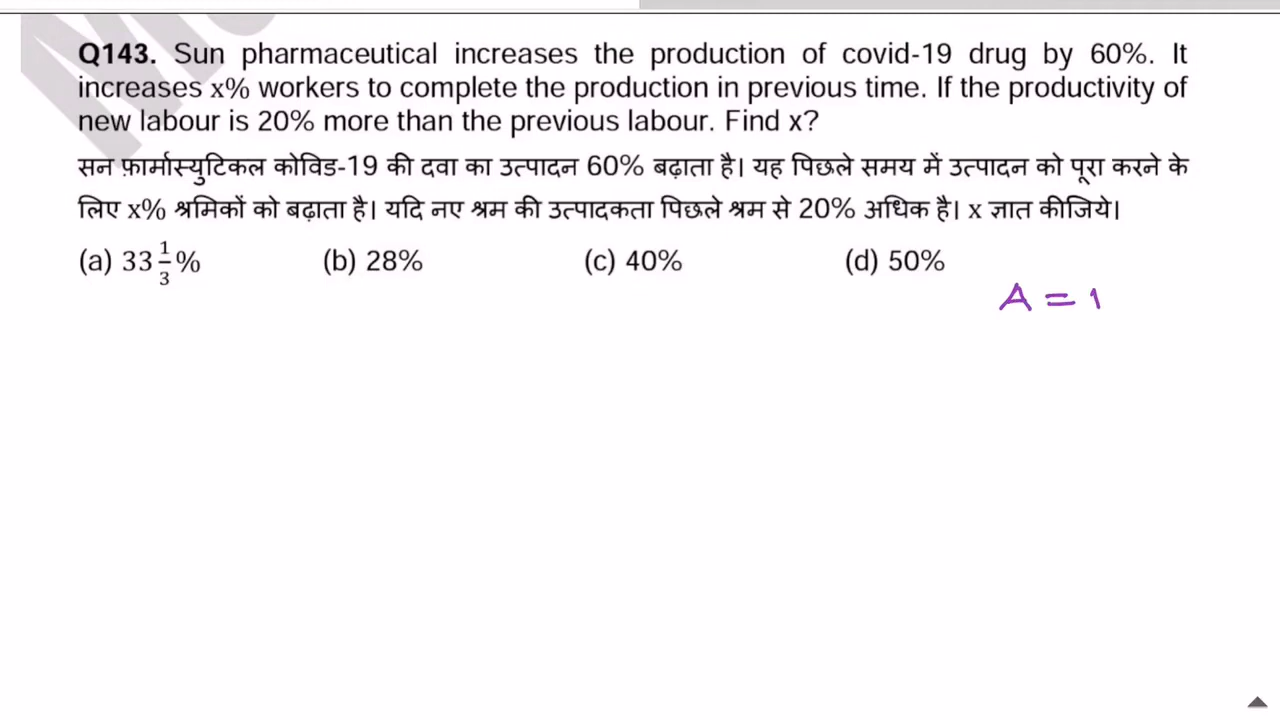 Q143. Sun pharmaceutical increases the production of covid-19 drug by 60%. It
increases x% workers to complete the production in previous time. If the productivity of
new labour is 20% more than the previous labour. Find x?
सन फ़ार्मास्युटिकल कोविड-19 की दवा का उत्पादन 60% बढ़ाता है। यह पिछले समय में उत्पादन को पूरा करने के
लिए x% श्रमिकों को बढ़ाता है। यदि नए श्रम की उत्पादकता पिछले श्रम से 20% अधिक है। x ज्ञात कीजिये।
(a) 33 1/3% (b) 28% (c) 40% (d) 50%
A = 1